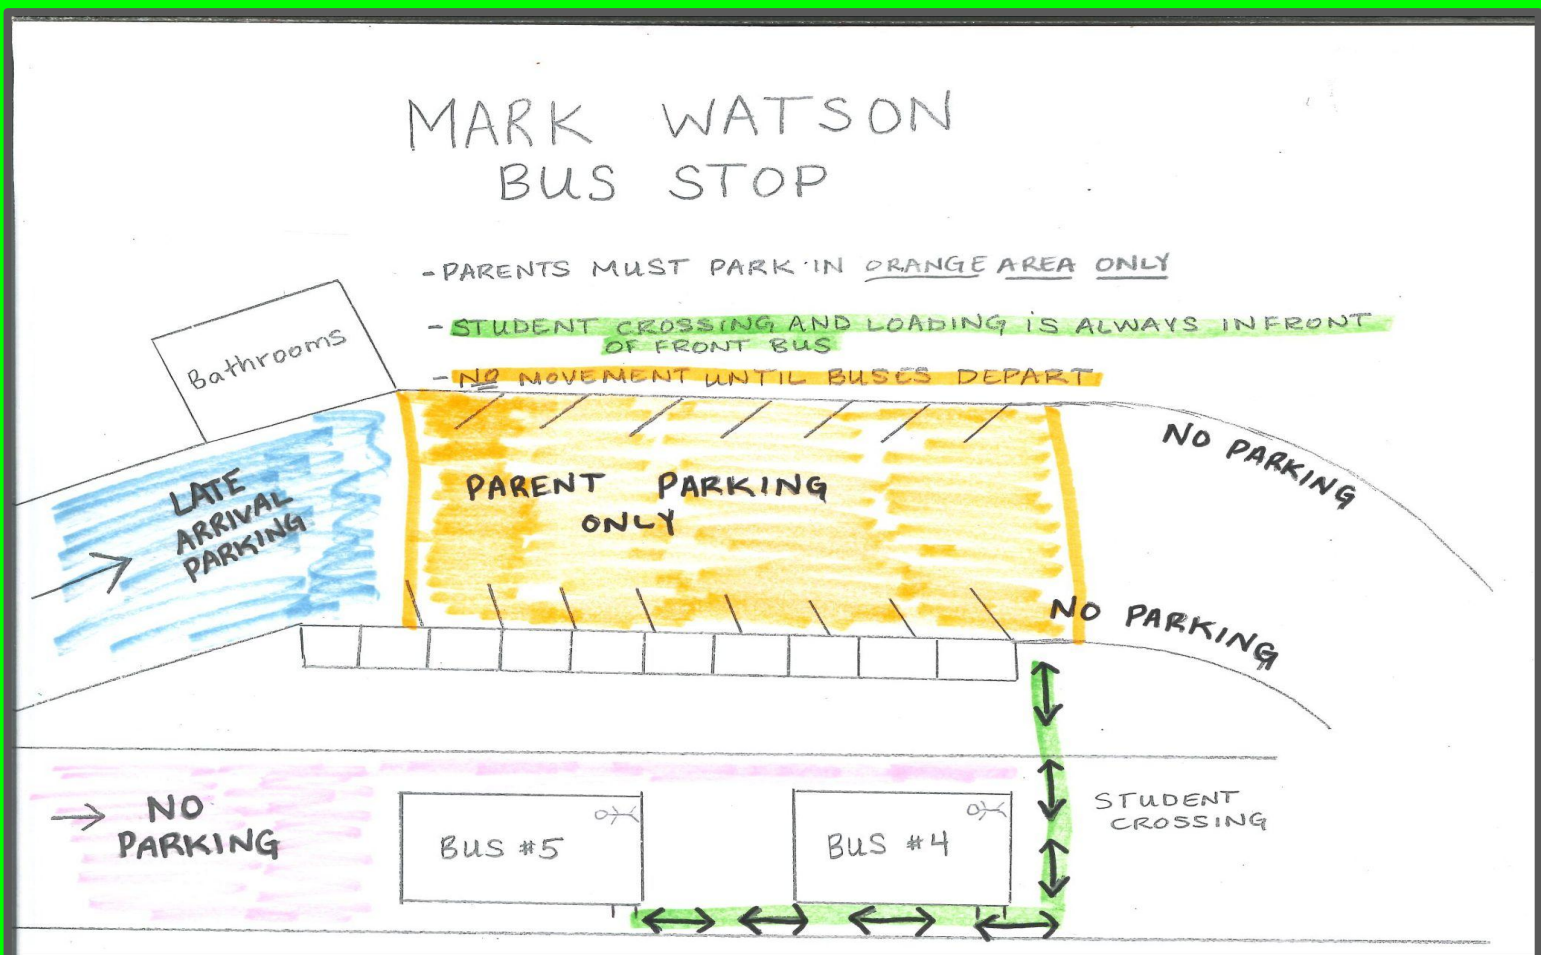 MARK WATSON
BUS STOP
-PARENTS MUST PARK IN ORANGE AREA ONLY
- STUDENT CROSSING AND LOADING IS ALWAYS INFRONT
OF FRONT BUS
- NO MOVEMENT UNTIL BUSES DEPART
Bathrooms
NO PARKING
LATE
ARRIVAL
PARKING
PARENT PARKING
ONLY
NO PARKING
NO
PARKING
BUS #5
BUS #4
STUDENT
CROSSING